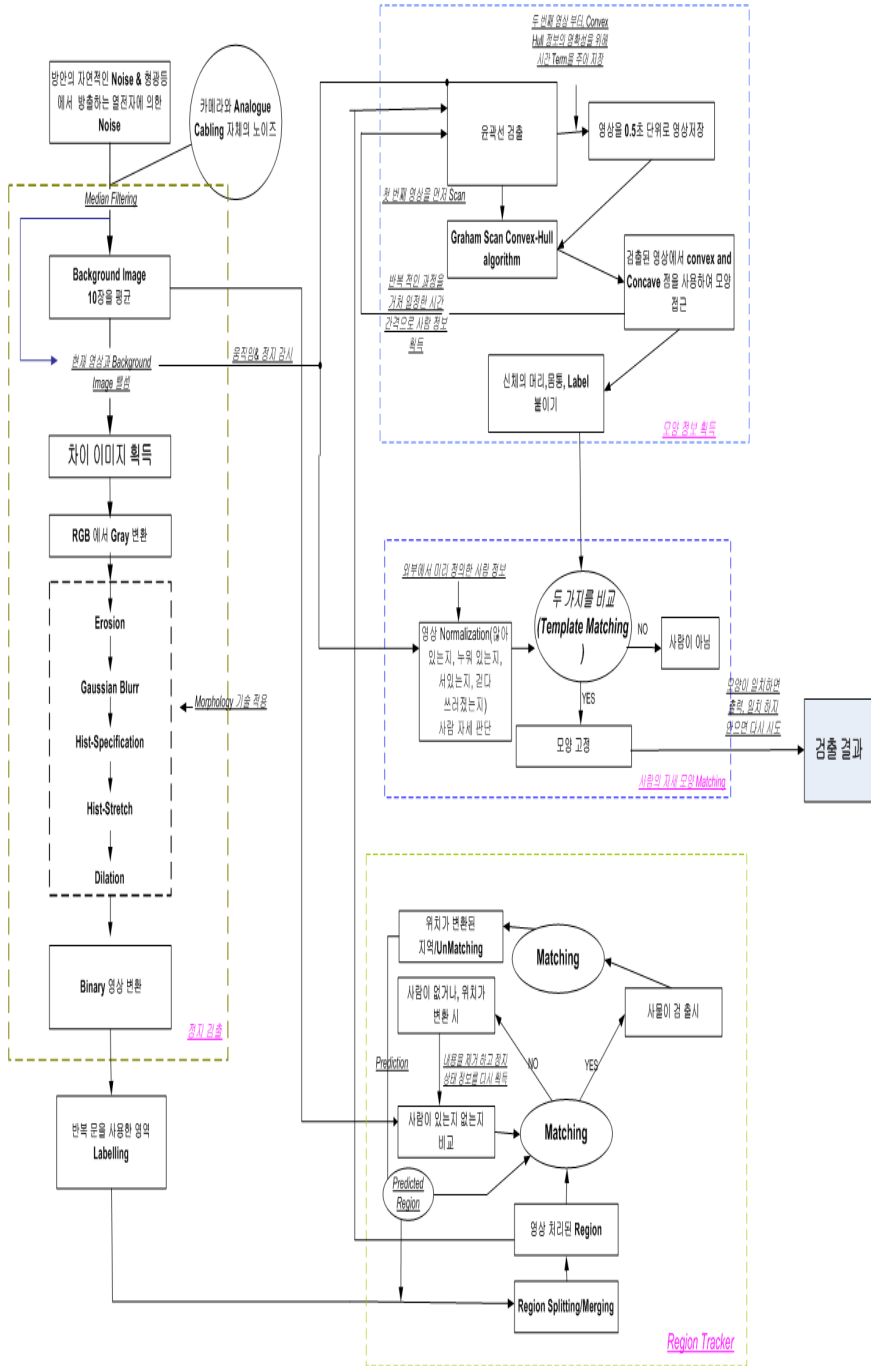 방안의 자연적인 Noise & 형광등
에서 방출하는 열전자에 의한
Noise
카메라와 Analogue
Cabling 자체의 노이즈
Median Filtering
Background Image
10장을 평균
현재 영상과 Background
Image 뺄셈
움직임& 정지 감시
차이 이미지 획득
RGB 에서 Gray 변환
Erosion
Gaussian Blurr
Hist-Specification
Hist-Stretch
Dilation
Morphology 기술 적용
Binary 영상 변환
정지 검출
반복 문을 사용한 영역
Labelling
두 번째 영상 부터, Convex
Hull 정보의 명확성을 위해
시간 Term을 주어 저장
윤곽선 검출
영상을 0.5초 단위로 영상저장
첫 번째 영상을 먼저 Scan
Graham Scan Convex-Hull
algorithm
검출된 영상에서 convex and
Concave 점을 사용하여 모양
접근
반복 적인 과정을
거쳐 일정한 시간
간격으로 사람 정보
획득
신체의 머리,몸통, Label
붙이기
모양 정보 획득
외부에서 미리 정의한 사람 정보
영상 Normalization(앉아
있는지, 누워 있는지,
서있는지, 걷다
쓰러졌는지)
사람 자세 판단
두 가지를 비교
(Template Matching
)
NO
사람이 아님
YES
모양 고정
모양이 일치하면
출력, 일치 하지
않으면 다시 시도
검출 결과
사람의 자세 모양 Matching
위치가 변환된
지역/UnMatching
Matching
사람이 없거나, 위치가
변환 시
사물이 검 출시
Prediction
내용을 제거 하고 정지
상태 정보를 다시 획득
NO
YES
사람이 있는지 없는지
비교
Matching
Predicted
Region
영상 처리된 Region
Region Splitting/Merging
Region Tracker